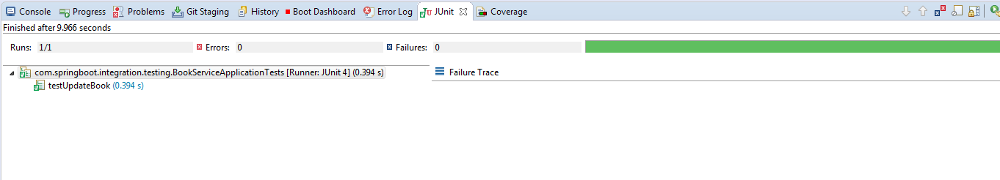 Console Progress Problems Git Staging History Boot Dashboard Error Log JUnit Coverage
Finished after 9.966 seconds
Runs: 1/1 Errors: 0 Failures: 0
com.springboot.integration.testing.BookServiceApplicationTests [Runner: JUnit 4] (0.394 s) Failure Trace
testUpdateBook (0.394 s)